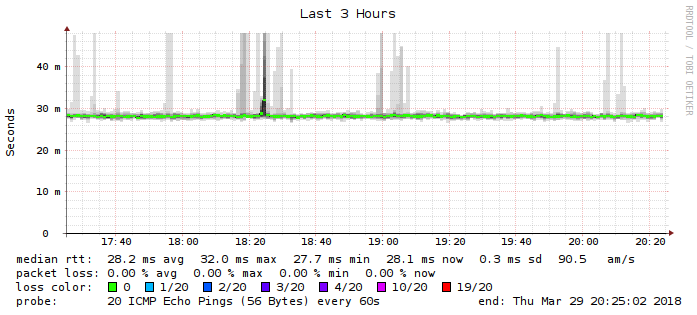 Last 3 Hours
RRDTOOL / TOBI OETIKER
Seconds
40 m
30 m
20 m
10 m
0
17:40 18:00 18:20 18:40 19:00 19:20 19:40 20:00 20:20
median rtt: 28.2 ms avg 32.0 ms max 27.7 ms min 28.1 ms now 0.3 ms sd 90.5 am/s
packet loss: 0.00 % avg 0.00 % max 0.00 % min 0.00 % now
loss color: 0 1/20 2/20 3/20 4/20 10/20 19/20
probe: 20 ICMP Echo Pings (56 Bytes) every 60s end: Thu Mar 29 20:25:02 2018